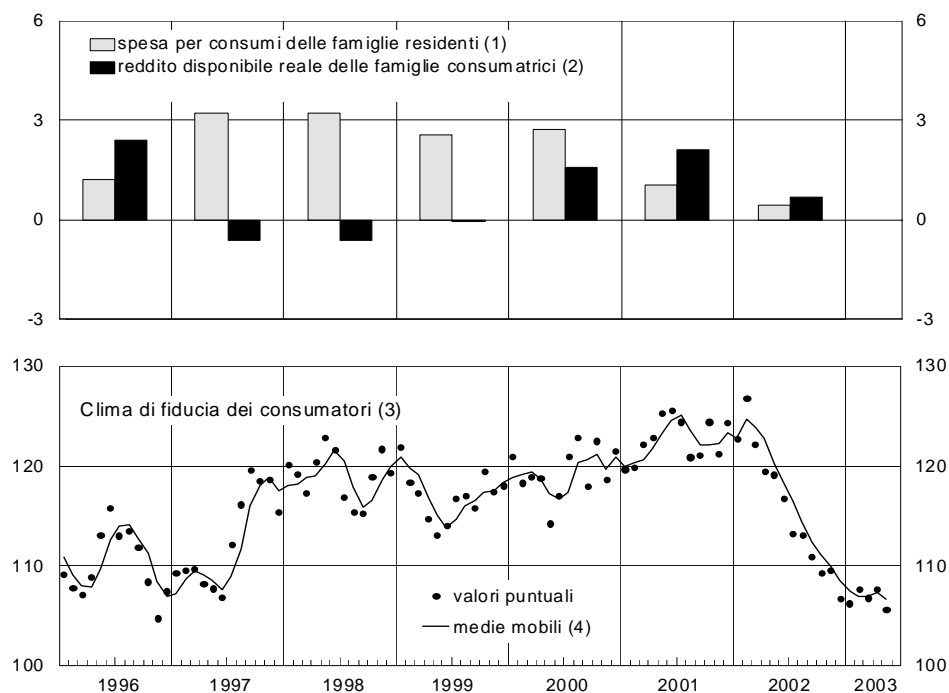 6 6
spesa per consumi delle famiglie residenti (1)
reddito disponibile reale delle famiglie consumatrici (2)
3 3
0 0
-3 -3
130 130
Clima di fiducia dei consumatori (3)
120 120
110 110
valori puntuali
medie mobili (4)
100 100
1996 1997 1998 1999 2000 2001 2002 2003